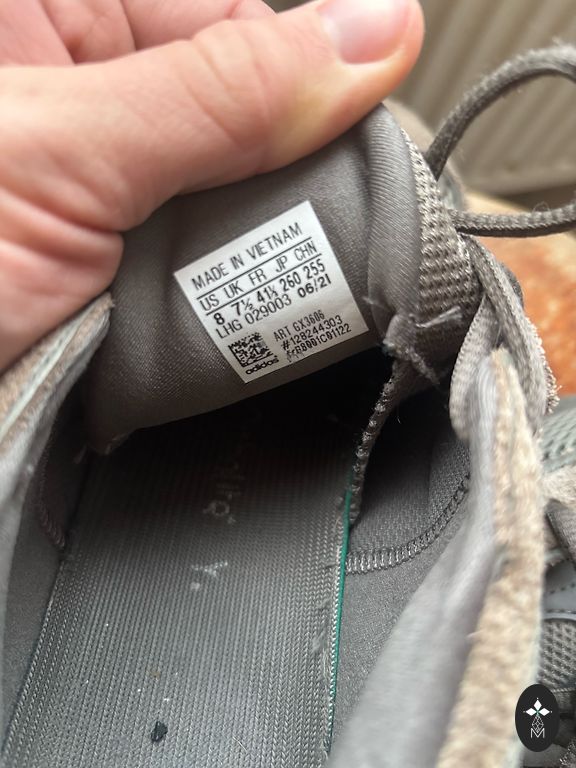 MADE IN VIETNAM
US UK FR JP CHN
8 7½ 41⅓ 260 255
LHG 029003 06/21
ART GX3606
#128244303
adidas
M